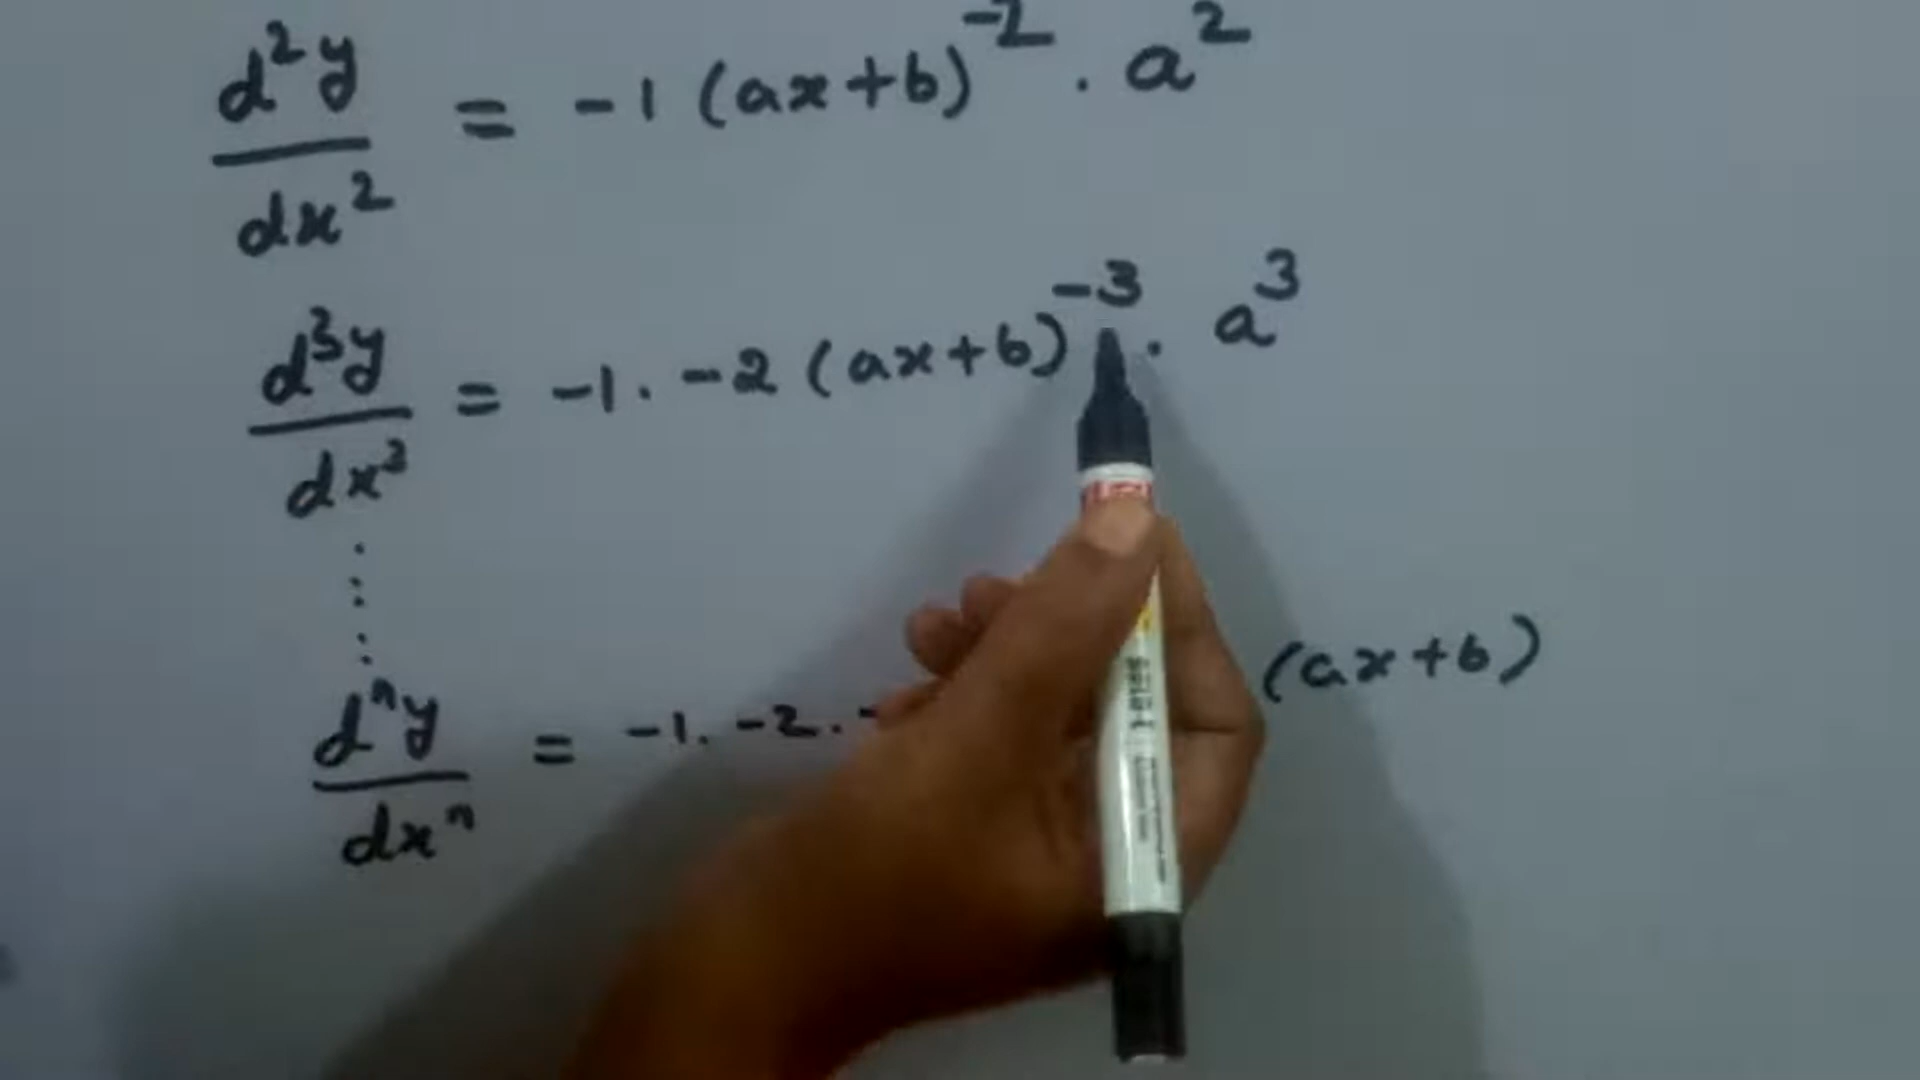 d²y/dx² = -1 (ax+b)⁻² . a²
d³y/dx³ = -1 . -2 (ax+b)⁻³ . a³
dⁿy/dxⁿ = -1 . -2 . - (ax+b)